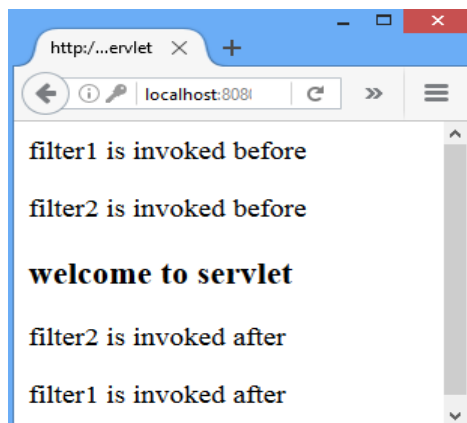 http:/...ervlet
localhost:808
filter1 is invoked before
filter2 is invoked before
welcome to servlet
filter2 is invoked after
filter1 is invoked after